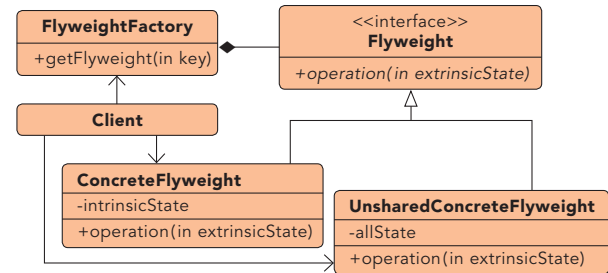 FlyweightFactory
+getFlyweight(in key)
<<interface>>
Flyweight
+operation(in extrinsicState)
Client
ConcreteFlyweight
-intrinsicState
+operation(in extrinsicState)
UnsharedConcreteFlyweight
-allState
+operation(in extrinsicState)